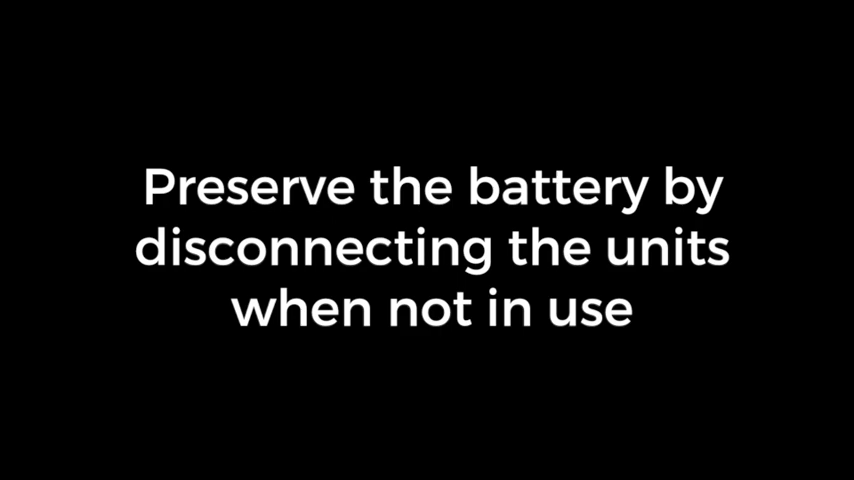 Preserve the battery by
disconnecting the units
when not in use